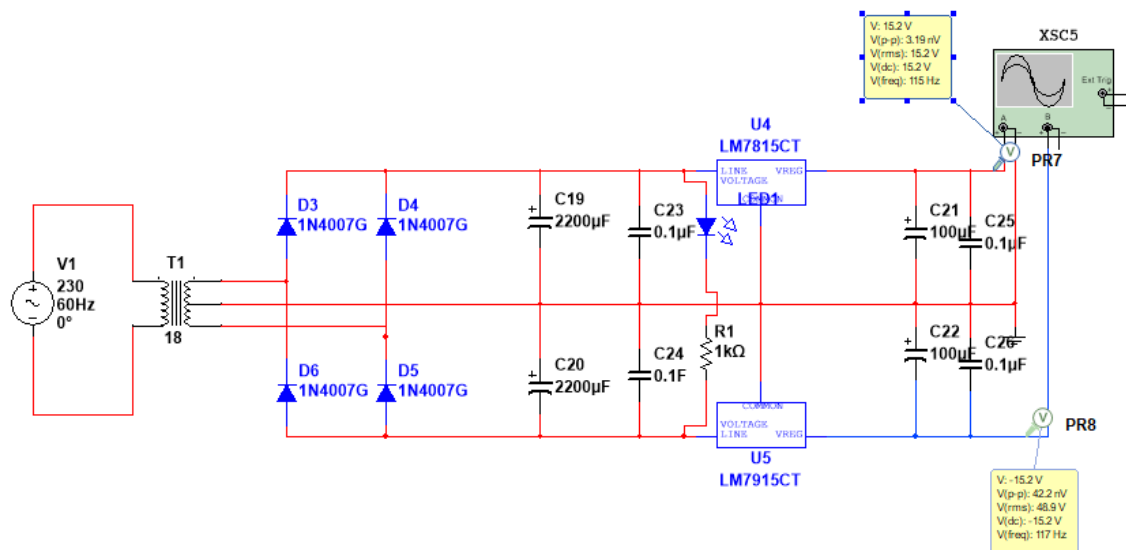 V: 15.2 V
V(p-p): 3.19 nV
V(rms): 15.2 V
V(dc): 15.2 V
V(freq): 115 Hz
XSC5
Ext Trig
A
B
V
PR7
U4
LM7815CT
LINE VREG
VOLTAGE
COMMON
LED1
D3
1N4007G
D4
1N4007G
C19
2200µF
C23
0.1µF
C21
100µF
C25
0.1µF
V1
230
60Hz
0°
T1
18
R1
1kΩ
D6
1N4007G
D5
1N4007G
C20
2200µF
C24
0.1F
C22
100µF
C26
0.1µF
COMMON
VOLTAGE
LINE VREG
U5
LM7915CT
V
PR8
V: -15.2 V
V(p-p): 42.2 nV
V(rms): 48.9 V
V(dc): -15.2 V
V(freq): 117 Hz